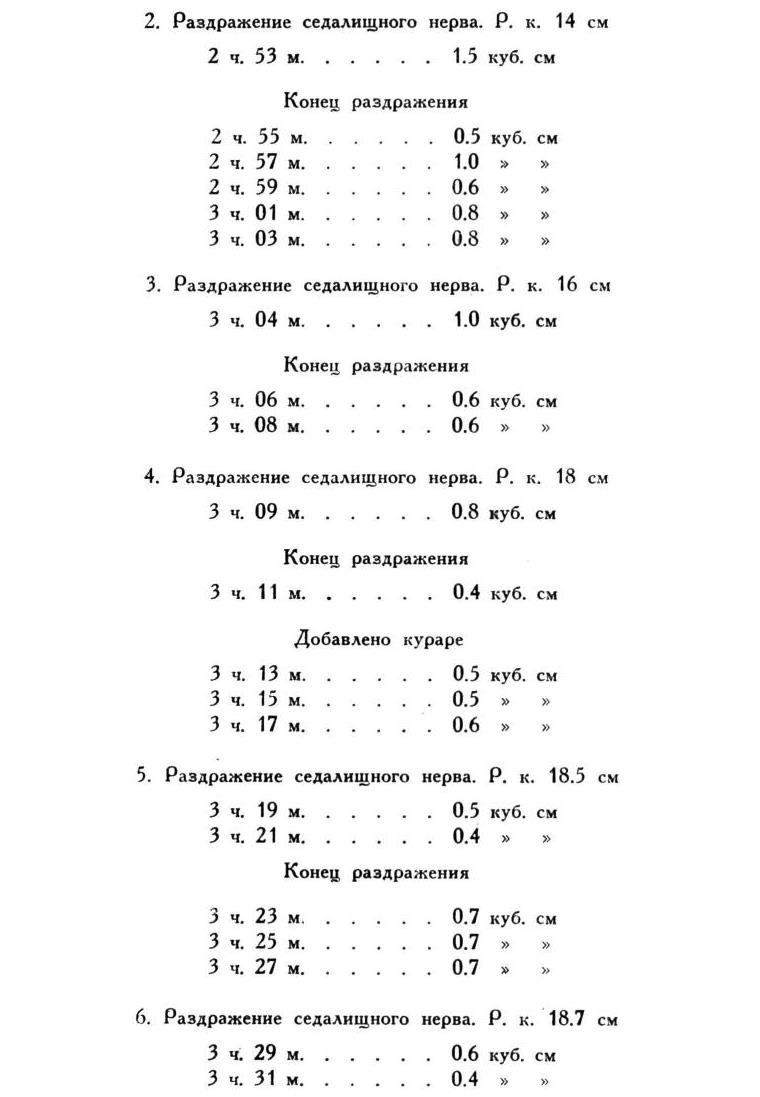 2. Раздражение седалищного нерва. Р. к. 14 см
2 ч. 53 м. . . . . . 1.5 куб. см
Конец раздражения
2 ч. 55 м. . . . . . 0.5 куб. см
2 ч. 57 м. . . . . . 1.0 » »
2 ч. 59 м. . . . . . 0.6 » »
3 ч. 01 м. . . . . . 0.8 » »
3 ч. 03 м. . . . . . 0.8 » »
3. Раздражение седалищного нерва. Р. к. 16 см
3 ч. 04 м. . . . . . 1.0 куб. см
Конец раздражения
3 ч. 06 м. . . . . . 0.6 куб. см
3 ч. 08 м. . . . . . 0.6 » »
4. Раздражение седалищного нерва. Р. к. 18 см
3 ч. 09 м. . . . . . 0.8 куб. см
Конец раздражения
3 ч. 11 м. . . . . . 0.4 куб. см
Добавлено кураре
3 ч. 13 м. . . . . . 0.5 куб. см
3 ч. 15 м. . . . . . 0.5 » »
3 ч. 17 м. . . . . . 0.6 » »
5. Раздражение седалищного нерва. Р. к. 18.5 см
3 ч. 19 м. . . . . . 0.5 куб. см
3 ч. 21 м. . . . . . 0.4 » »
Конец раздражения
3 ч. 23 м. . . . . . 0.7 куб. см
3 ч. 25 м. . . . . . 0.7 » »
3 ч. 27 м. . . . . . 0.7 » »
6. Раздражение седалищного нерва. Р. к. 18.7 см
3 ч. 29 м. . . . . . 0.6 куб. см
3 ч. 31 м. . . . . . 0.4 » »